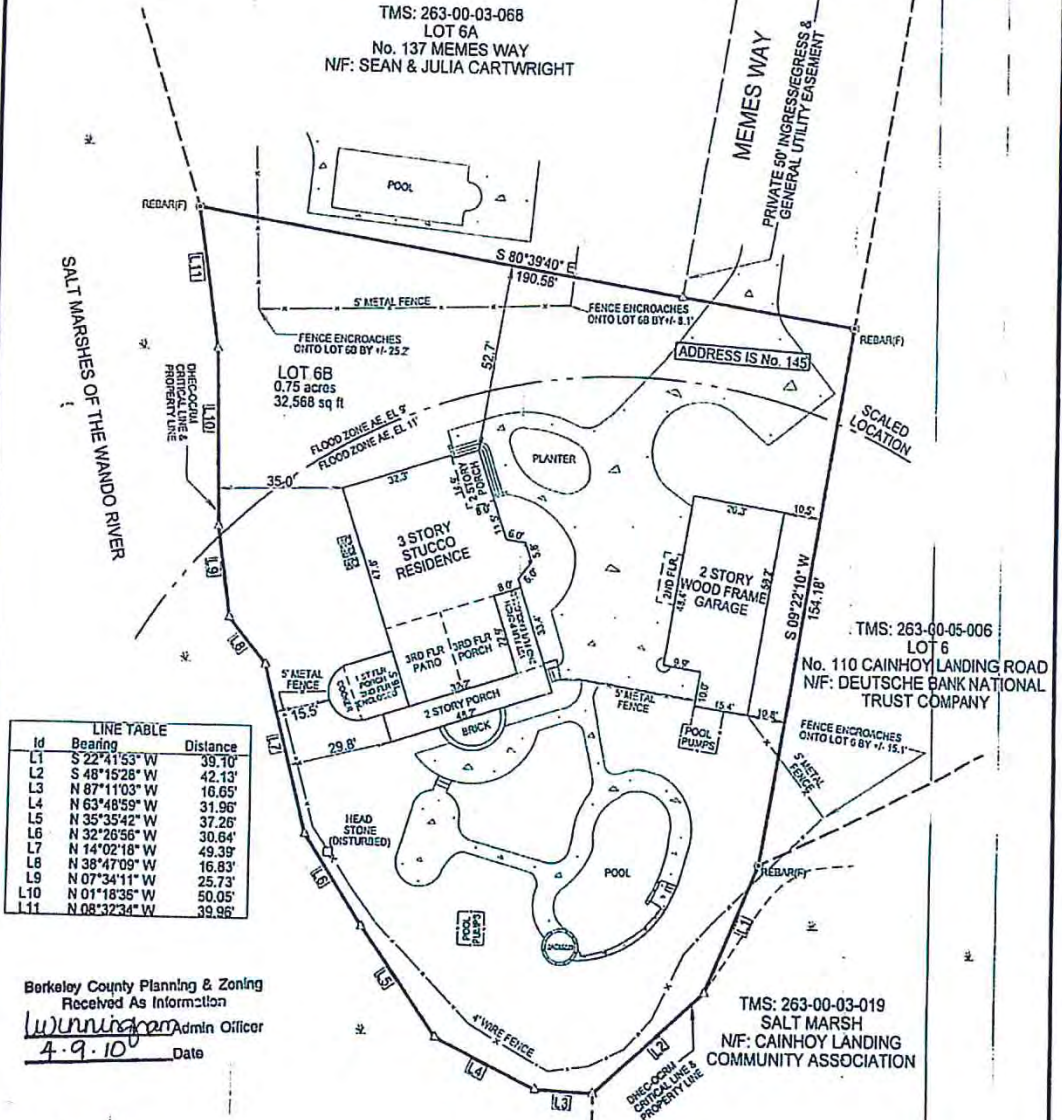 TMS: 263-00-03-068
LOT 6A
No. 137 MEMES WAY
N/F: SEAN & JULIA CARTWRIGHT
MEMES WAY
PRIVATE 50' INGRESS/EGRESS &
GENERAL UTILITY EASEMENT
POOL
REBAR(F)
L11
S 80°39'40" E
190.56'
5' METAL FENCE
FENCE ENCROACHES
ONTO LOT 6B BY +/- 8.1'
FENCE ENCROACHES
ONTO LOT 6B BY +/- 25.2'
REBAR(F)
ADDRESS IS No. 145
SALT MARSHES OF THE WANDO RIVER
DHEC-OCRM
CRITICAL LINE &
PROPERTY LINE
L10
LOT 6B
0.75 acres
32,568 sq ft
52.7'
FLOOD ZONE AE, EL 9'
FLOOD ZONE AE, EL 11'
SCALED
LOCATION
PLANTER
35.0'
32.3'
2 STORY
PORCH
11.5'
3 STORY
STUCCO
RESIDENCE
47.6'
10.5'
2ND FLR
2 STORY
WOOD FRAME
GARAGE
S 09°22'10" W
154.18'
L9
L8
TMS: 263-00-05-006
LOT 6
No. 110 CAINHOY LANDING ROAD
N/F: DEUTSCHE BANK NATIONAL
TRUST COMPANY
3RD FLR
PATIO
3RD FLR
PORCH
22.9'
33.4'
5' METAL
FENCE
15.5'
2 STORY PORCH
BRICK
29.8'
5' METAL
FENCE
10.0'
15.4'
10.8'
POOL
PUMPS
FENCE ENCROACHES
ONTO LOT 6 BY +/- 15.1'
5' METAL
FENCE
L7
LINE TABLE
Id Bearing Distance
L1 S 22°41'53" W 39.10'
L2 S 48°15'28" W 42.13'
L3 N 87°11'03" W 16.65'
L4 N 63°48'59" W 31.96'
L5 N 35°35'42" W 37.26'
L6 N 32°26'56" W 30.64'
L7 N 14°02'18" W 49.39'
L8 N 38°47'09" W 16.83'
L9 N 07°34'11" W 25.73'
L10 N 01°18'35" W 50.05'
L11 N 08°32'34" W 39.96'
HEAD
STONE
(DISTURBED)
L6
POOL
REBAR(F)
L1
POOL
PUMPS
JACUZZI
L5
4' WIRE FENCE
L4
L3
L2
DHEC-OCRM
CRITICAL LINE &
PROPERTY LINE
TMS: 263-00-03-019
SALT MARSH
N/F: CAINHOY LANDING
COMMUNITY ASSOCIATION
Berkeley County Planning & Zoning
Received As Information
Admin Officer
4.9.10 Date